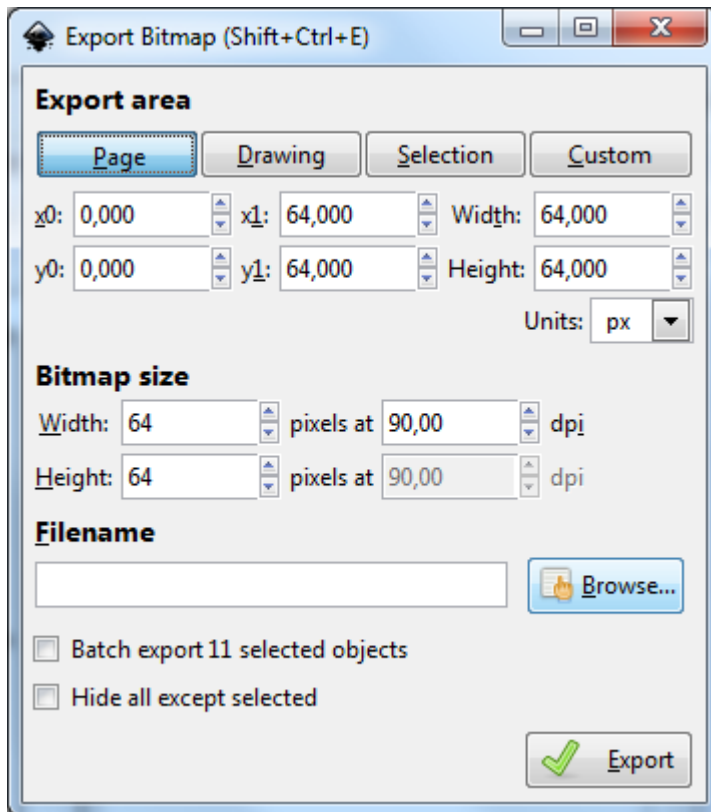 Export Bitmap (Shift+Ctrl+E)
Export area
Page Drawing Selection Custom
x0: 0,000 x1: 64,000 Width: 64,000
y0: 0,000 y1: 64,000 Height: 64,000
Units: px
Bitmap size
Width: 64 pixels at 90,00 dpi
Height: 64 pixels at 90,00 dpi
Filename
Browse...
Batch export 11 selected objects
Hide all except selected
Export